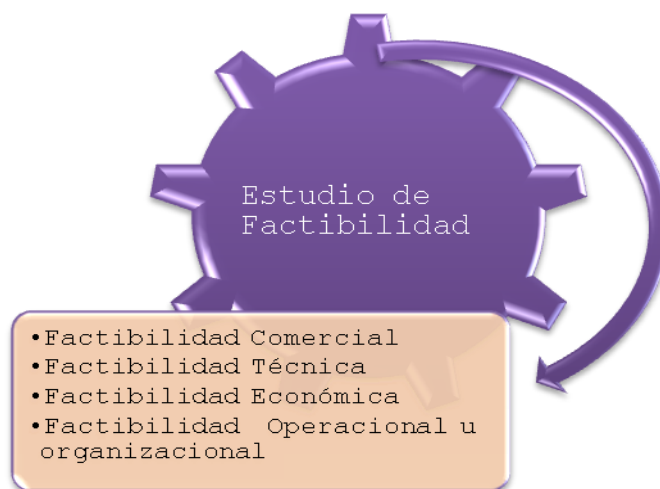 Estudio de
Factibilidad
•Factibilidad Comercial
•Factibilidad Técnica
•Factibilidad Económica
•Factibilidad Operacional u
organizacional